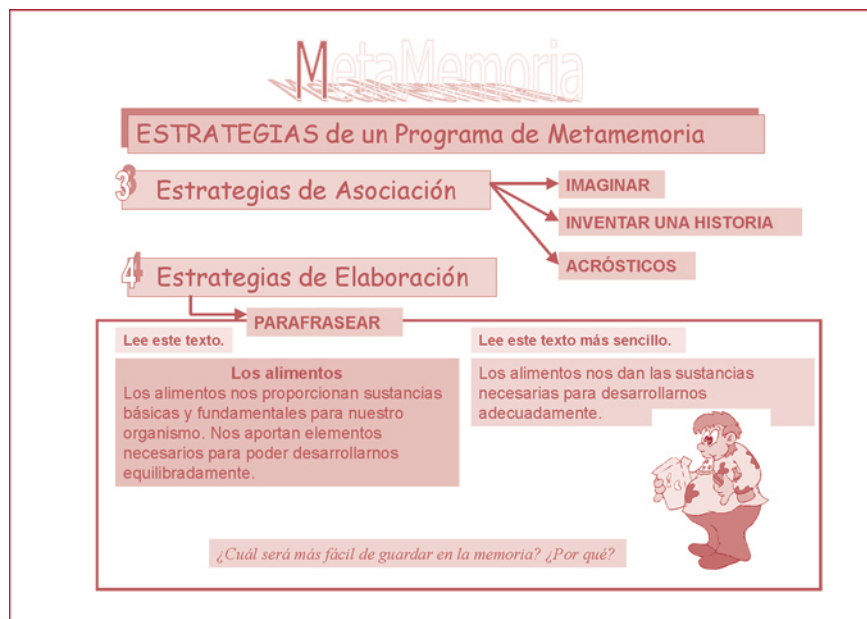 MetaMemoria
ESTRATEGIAS de un Programa de Metamemoria
3 Estrategias de Asociación
IMAGINAR
INVENTAR UNA HISTORIA
ACRÓSTICOS
4 Estrategias de Elaboración
PARAFRASEAR
Lee este texto.
Los alimentos
Los alimentos nos proporcionan sustancias
básicas y fundamentales para nuestro
organismo. Nos aportan elementos
necesarios para poder desarrollarnos
equilibradamente.
Lee este texto más sencillo.
Los alimentos nos dan las sustancias
necesarias para desarrollarnos
adecuadamente.
¿Cuál será más fácil de guardar en la memoria? ¿Por qué?